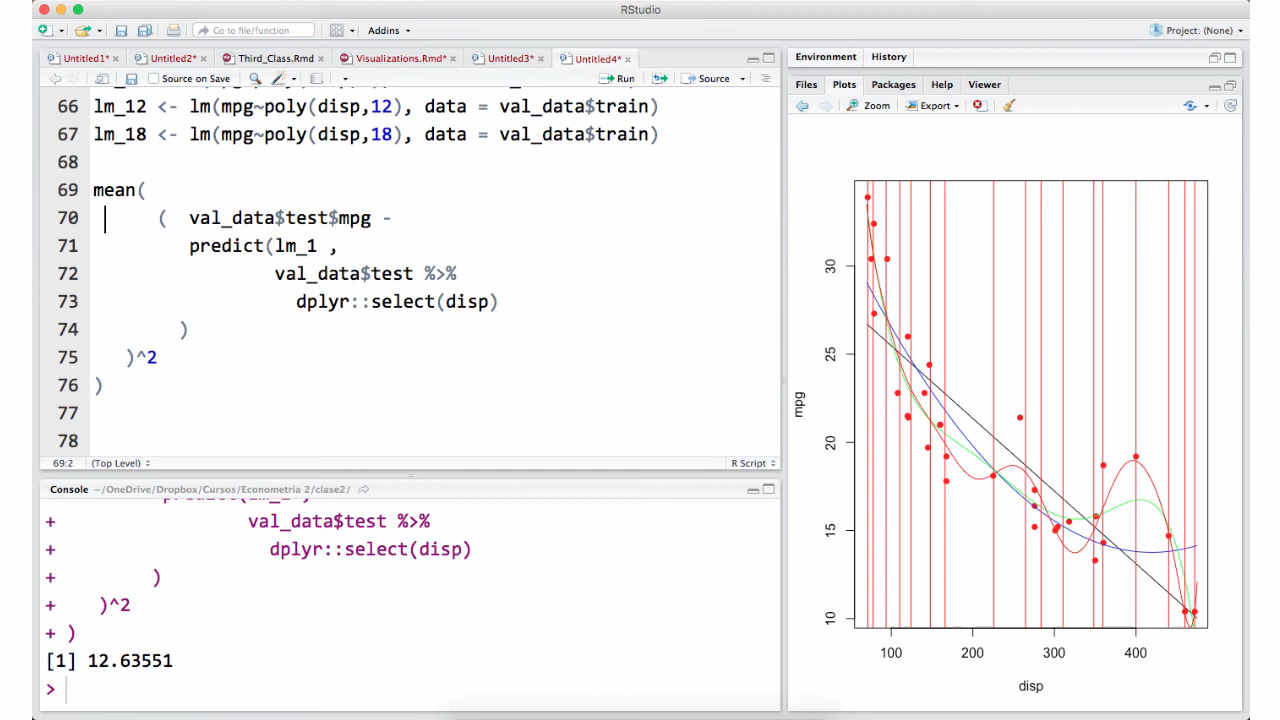 RStudio
Go to file/function
Addins
Project: (None)
Untitled1*
Untitled2*
Third_Class.Rmd
Visualizations.Rmd*
Untitled3*
Untitled4*
Source on Save
Run
Source
66 lm_12 <- lm(mpg~poly(disp,12), data = val_data$train)
67 lm_18 <- lm(mpg~poly(disp,18), data = val_data$train)
68
69 mean(
70 ( val_data$test$mpg -
71 predict(lm_1 ,
72 val_data$test %>%
73 dplyr::select(disp)
74 )
75 )^2
76 )
77
78
69:2 (Top Level) R Script
Console ~/OneDrive/Dropbox/Cursos/Econometria 2/clase2/
+ val_data$test %>%
+ dplyr::select(disp)
+ )
+ )^2
+ )
[1] 12.63551
>
Environment History
Files Plots Packages Help Viewer
Zoom Export
30
25
20
15
10
mpg
100 200 300 400
disp